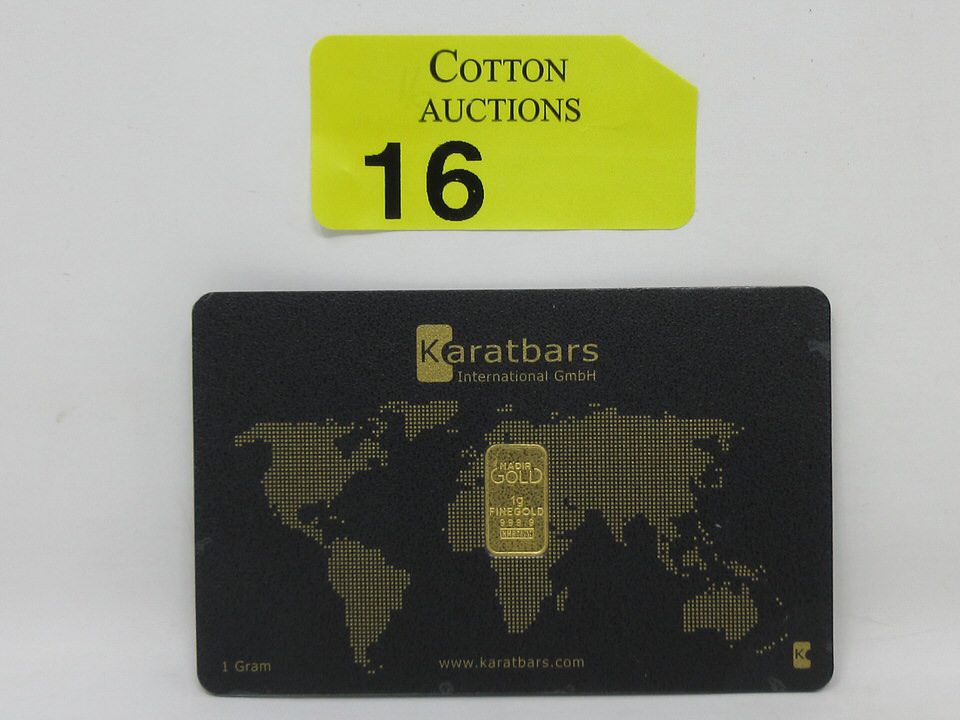 COTTON
AUCTIONS
16
Karatbars
International GmbH
NADIR
GOLD
1g
FINEGOLD
999.9
1 Gram
www.karatbars.com
K